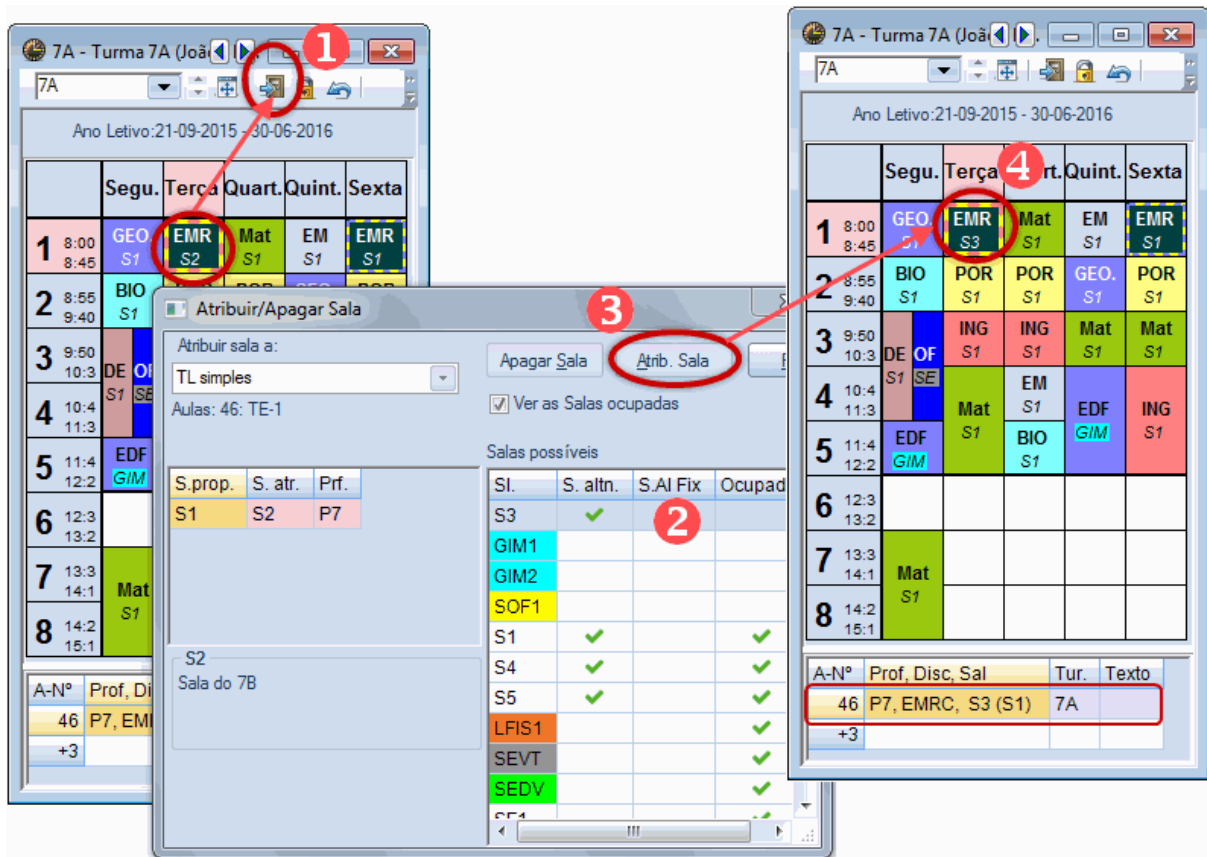 7A - Turma 7A (João
1
7A
Ano Letivo:21-09-2015 - 30-06-2016
Segu. Terça Quart. Quint. Sexta
1 8:00 8:45 GEO. S1 EMR S2 Mat S1 EM S1 EMR S1
2 8:55 9:40 BIO S1
3 9:50 10:3 DE S1
4 10:4 11:3
5 11:4 12:2 EDF GIM
6 12:3 13:2
7 13:3 14:1 Mat S1
8 14:2 15:1
A-Nº Prof, Di
46 P7, EM
+3
Atribuir/Apagar Sala
3
Atribuir sala a:
TL simples
Aulas: 46: TE-1
Apagar Sala Atrib. Sala
Ver as Salas ocupadas
Salas possíveis
S.prop. S. atr. Prf.
S1 S2 P7
S2
Sala do 7B
Sl. S. altn. S.Al Fix Ocupad
S3
2
GIM1
GIM2
SOF1
S1
S4
S5
LFIS1
SEVT
SEDV
7A - Turma 7A (Joã
7A
Ano Letivo:21-09-2015 - 30-06-2016
4
Segu. Terça rt. Quint. Sexta
1 8:00 8:45 GEO. S1 EMR S3 Mat S1 EM S1 EMR S1
2 8:55 9:40 BIO S1 POR S1 POR S1 GEO. S1 POR S1
3 9:50 10:3 DE S1 OF SE ING S1 ING S1 Mat S1 Mat S1
4 10:4 11:3 Mat S1 EM S1 EDF GIM ING S1
5 11:4 12:2 EDF GIM BIO S1
6 12:3 13:2
7 13:3 14:1 Mat S1
8 14:2 15:1
A-Nº Prof, Disc, Sal Tur. Texto
46 P7, EMRC, S3 (S1) 7A
+3